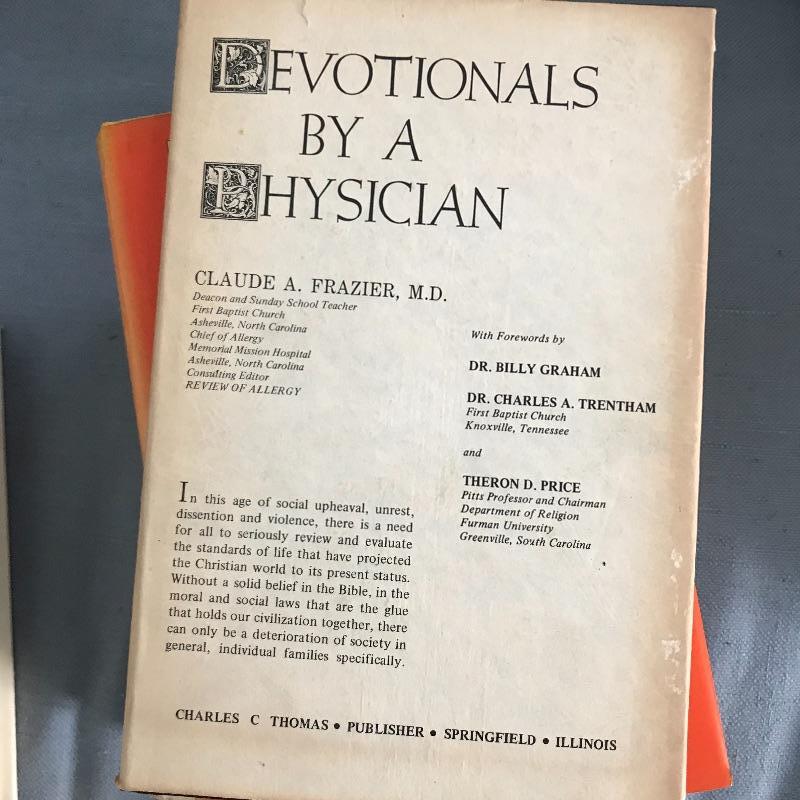 DEVOTIONALS
BY A
PHYSICIAN
CLAUDE A. FRAZIER, M.D.
Deacon and Sunday School Teacher
First Baptist Church
Asheville, North Carolina
Chief of Allergy
Memorial Mission Hospital
Asheville, North Carolina
Consulting Editor
REVIEW OF ALLERGY
With Forewords by
DR. BILLY GRAHAM
DR. CHARLES A. TRENTHAM
First Baptist Church
Knoxville, Tennessee
and
THERON D. PRICE
Pitts Professor and Chairman
Department of Religion
Furman University
Greenville, South Carolina
In this age of social upheaval, unrest,
dissention and violence, there is a need
for all to seriously review and evaluate
the standards of life that have projected
the Christian world to its present status.
Without a solid belief in the Bible, in the
moral and social laws that are the glue
that holds our civilization together, there
can only be a deterioration of society in
general, individual families specifically.
CHARLES C THOMAS • PUBLISHER • SPRINGFIELD • ILLINOIS